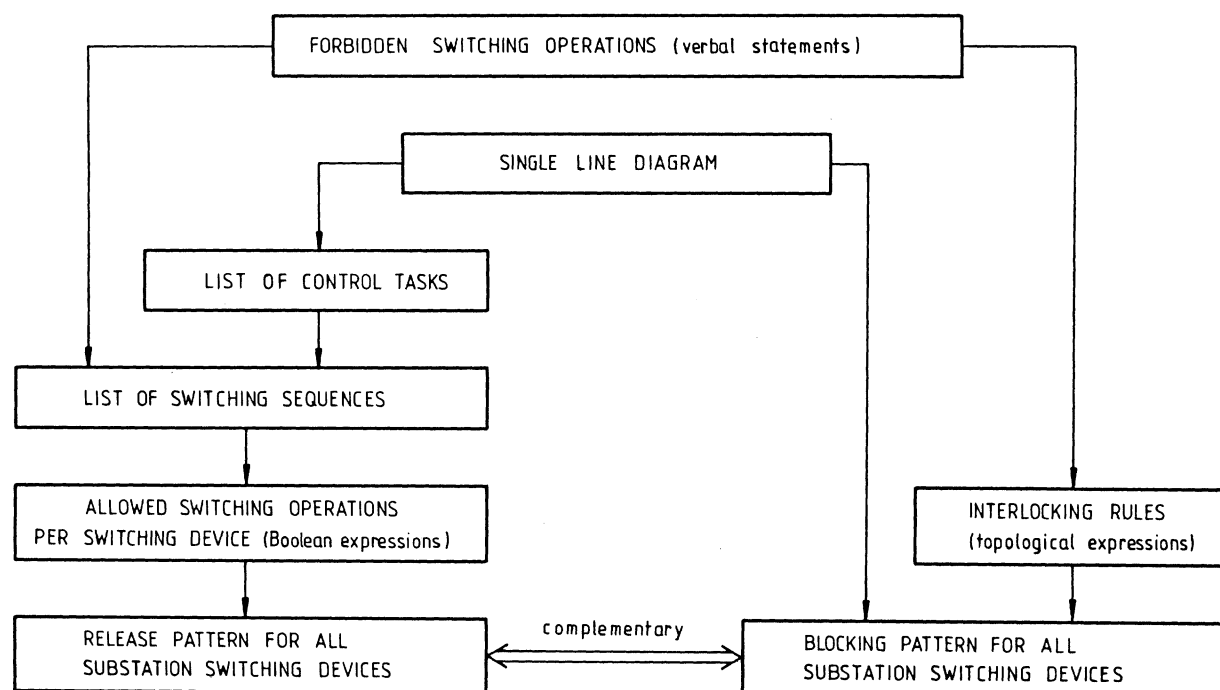 FORBIDDEN SWITCHING OPERATIONS (verbal statements)
SINGLE LINE DIAGRAM
LIST OF CONTROL TASKS
LIST OF SWITCHING SEQUENCES
ALLOWED SWITCHING OPERATIONS
PER SWITCHING DEVICE (Boolean expressions)
INTERLOCKING RULES
(topological expressions)
RELEASE PATTERN FOR ALL
SUBSTATION SWITCHING DEVICES
complementary
BLOCKING PATTERN FOR ALL
SUBSTATION SWITCHING DEVICES